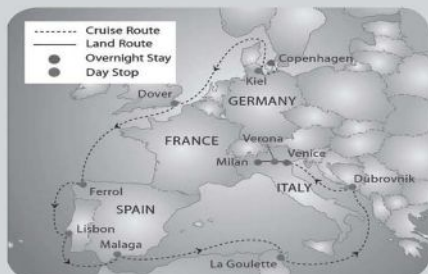 Cruise Route
Land Route
Overnight Stay
Day Stop
Copenhagen
Kiel
Dover
GERMANY
FRANCE
Verona
Milan
Venice
Dübrovnik
ITALY
Ferrol
SPAIN
Lisbon
Malaga
La Goulette